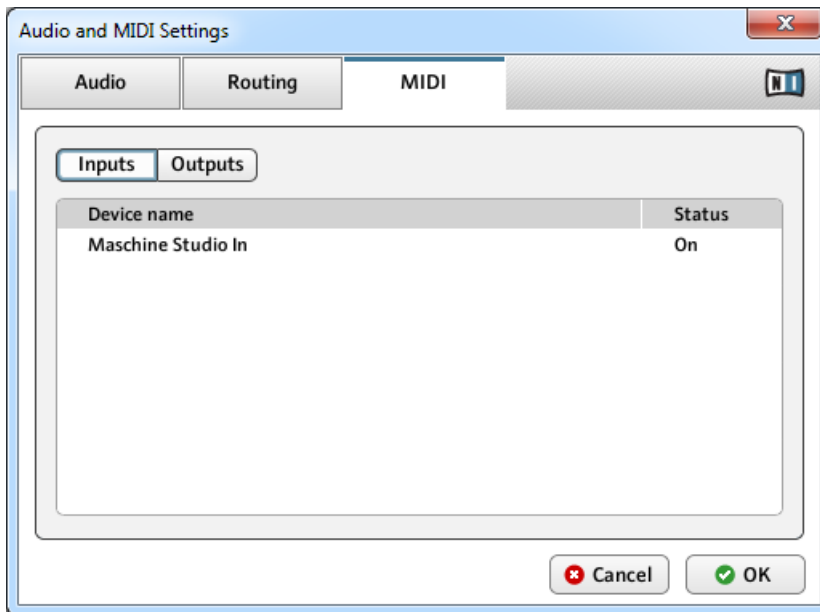 Audio and MIDI Settings
Audio Routing MIDI NI
Inputs Outputs
Device name Status
Maschine Studio In On
Cancel OK